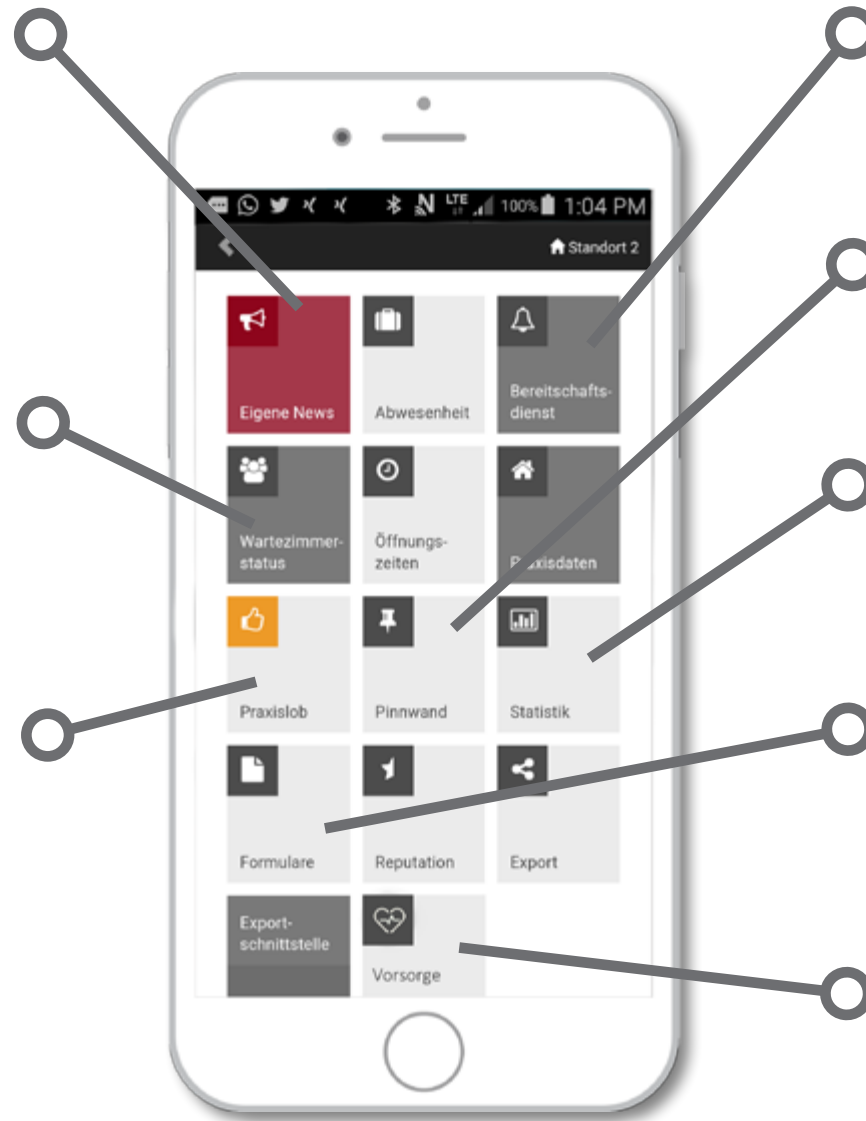 LTE 100% 1:04 PM
Standort 2
Eigene News
Abwesenheit
Bereitschafts-
dienst
Wartezimmer-
status
Öffnungs-
zeiten
Praxisdaten
Praxislob
Pinnwand
Statistik
Formulare
Reputation
Export
Export-
schnittstelle
Vorsorge